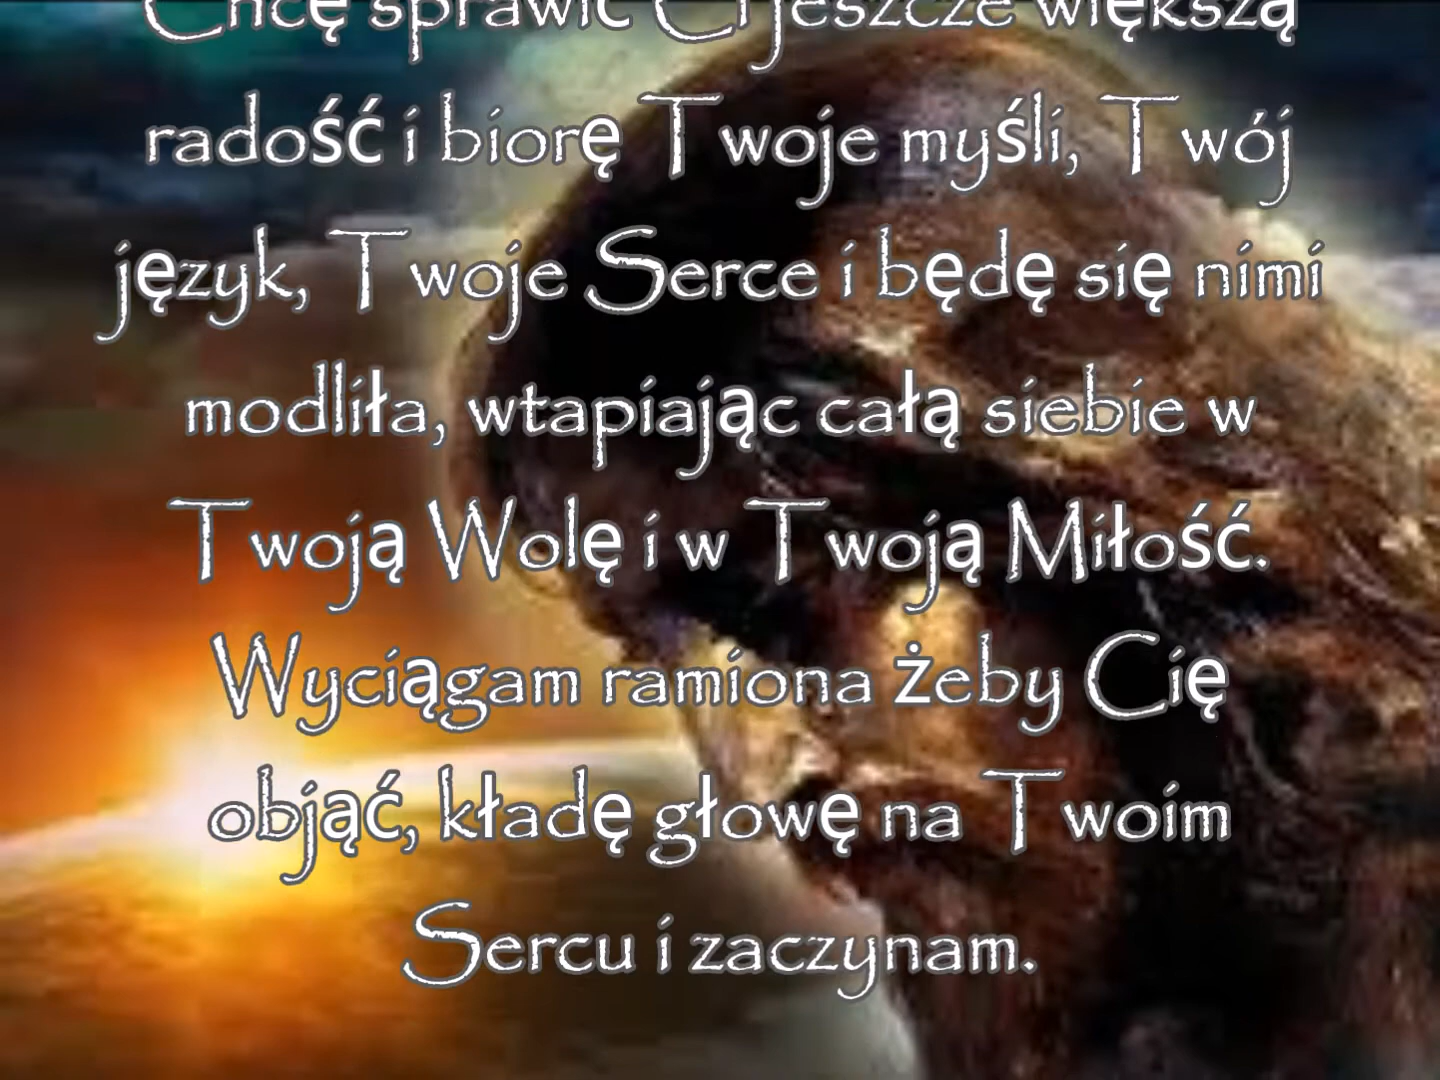 Chcę sprawić Ci jeszcze większą
radość i biorę Twoje myśli, Twój
język, Twoje Serce i będę się nimi
modliła, wtapiając całą siebie w
Twoją Wolę i w Twoją Miłość.
Wyciągam ramiona żeby Cię
objąć, kładę głowę na Twoim
Sercu i zaczynam.